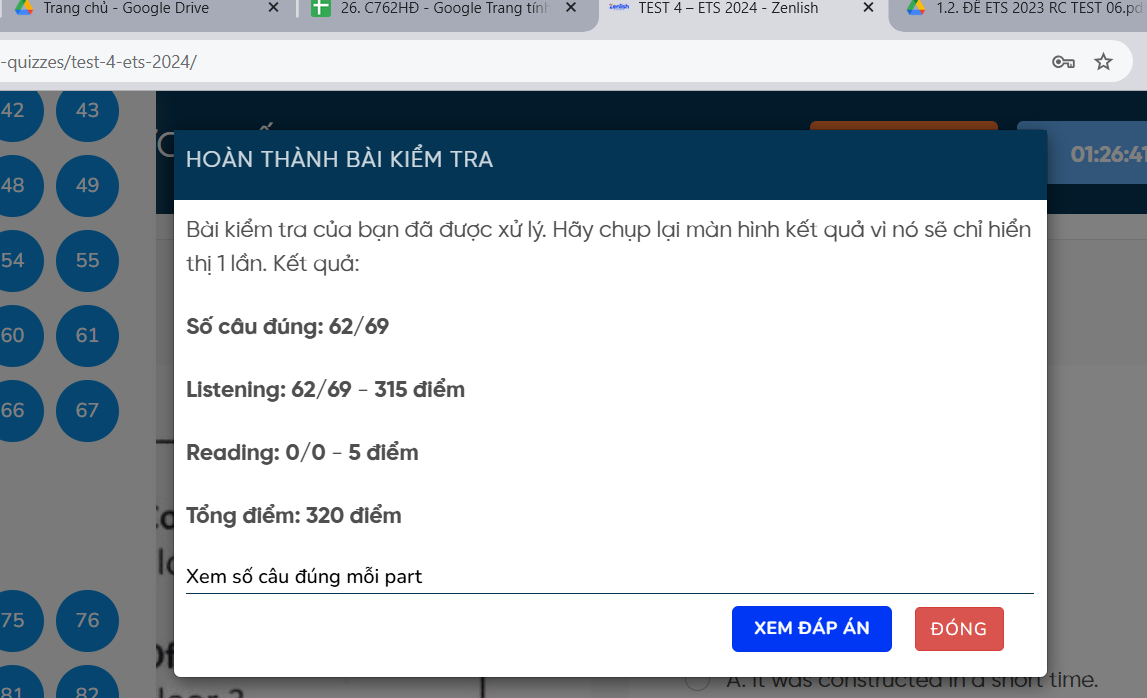 Trang chủ - Google Drive
26. C762HĐ - Google Trang tính
Zenlish
TEST 4 – ETS 2024 - Zenlish
1.2. ĐỀ ETS 2023 RC TEST 06.pd
-quizzes/test-4-ets-2024/
42 43
01:26:41
HOÀN THÀNH BÀI KIỂM TRA
48 49
Bài kiểm tra của bạn đã được xử lý. Hãy chụp lại màn hình kết quả vì nó sẽ chỉ hiển
thị 1 lần. Kết quả:
54 55
Số câu đúng: 62/69
60 61
Listening: 62/69 - 315 điểm
66 67
Reading: 0/0 - 5 điểm
Tổng điểm: 320 điểm
Xem số câu đúng mỗi part
75 76
XEM ĐÁP ÁN
ĐÓNG
81 82
A. It was constructed in a short time.